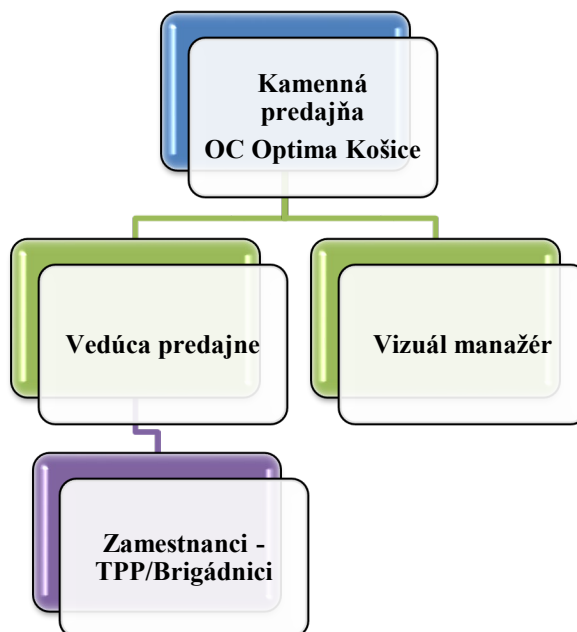 Kamenná
predajňa
OC Optima Košice
Vedúca predajne
Vizuál manažér
Zamestnanci -
TPP/Brigádnici